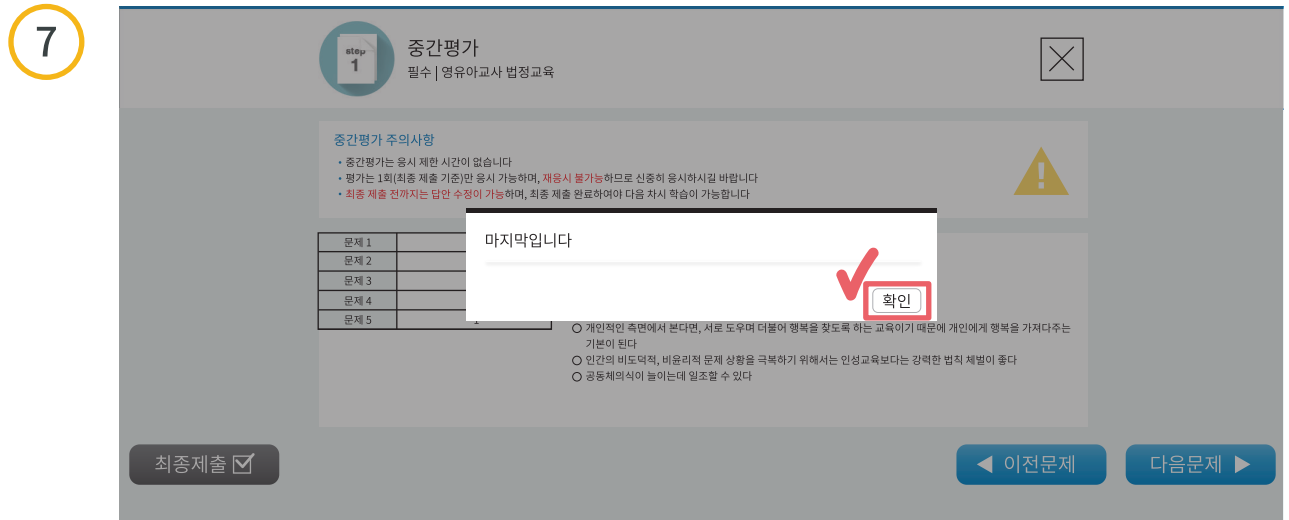 7
step
1
중간평가
필수 | 영유아교사 법정교육
중간평가 주의사항
• 중간평가는 응시 제한 시간이 없습니다
• 평가는 1회(최종 제출 기준)만 응시 가능하며, 재응시 불가능하므로 신중히 응시하시길 바랍니다
• 최종 제출 전까지는 답안 수정이 가능하며, 최종 제출 완료하여야 다음 차시 학습이 가능합니다
마지막입니다
확인
문제 1
문제 2
문제 3
문제 4
문제 5
개인적인 측면에서 본다면, 서로 도우며 더불어 행복을 찾도록 하는 교육이기 때문에 개인에게 행복을 가져다주는
기본이 된다
인간의 비도덕적, 비윤리적 문제 상황을 극복하기 위해서는 인성교육보다는 강력한 법칙 체벌이 좋다
공동체의식이 늘이는데 일조할 수 있다
최종제출
이전문제
다음문제